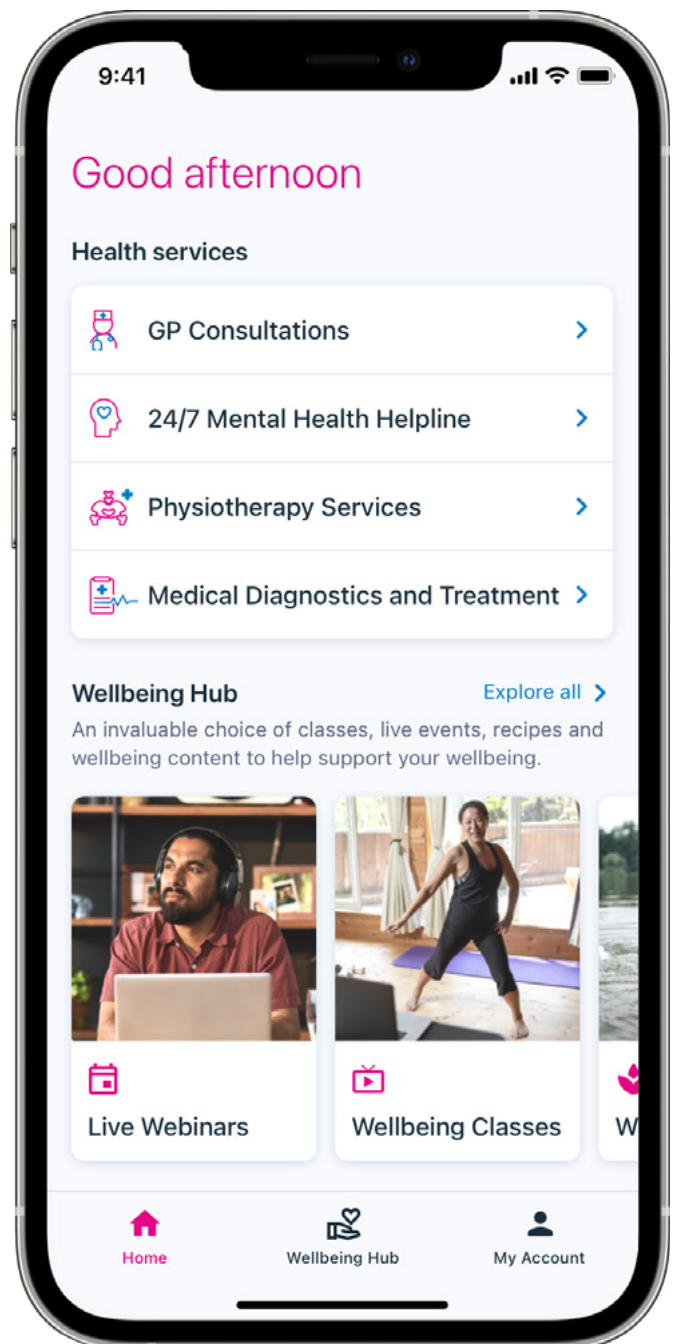 9:41
Good afternoon
Health services
GP Consultations
24/7 Mental Health Helpline
Physiotherapy Services
Medical Diagnostics and Treatment
Wellbeing Hub Explore all
An invaluable choice of classes, live events, recipes and
wellbeing content to help support your wellbeing.
Live Webinars Wellbeing Classes W
Home Wellbeing Hub My Account